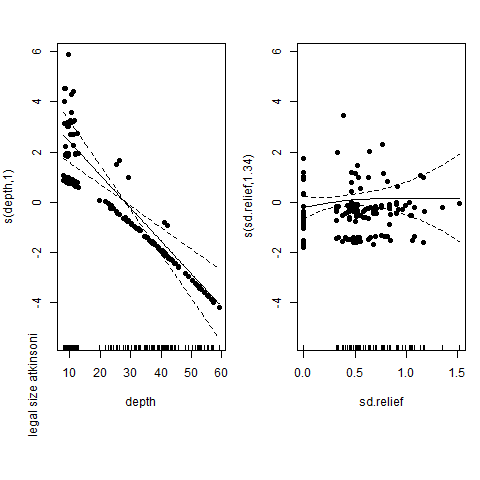 6
4
2
0
-2
-4
s(depth,1)
10 20 30 40 50 60
depth
legal size atkinsoni
6
4
2
0
-2
-4
s(sd.relief,1.34)
0.0 0.5 1.0 1.5
sd.relief